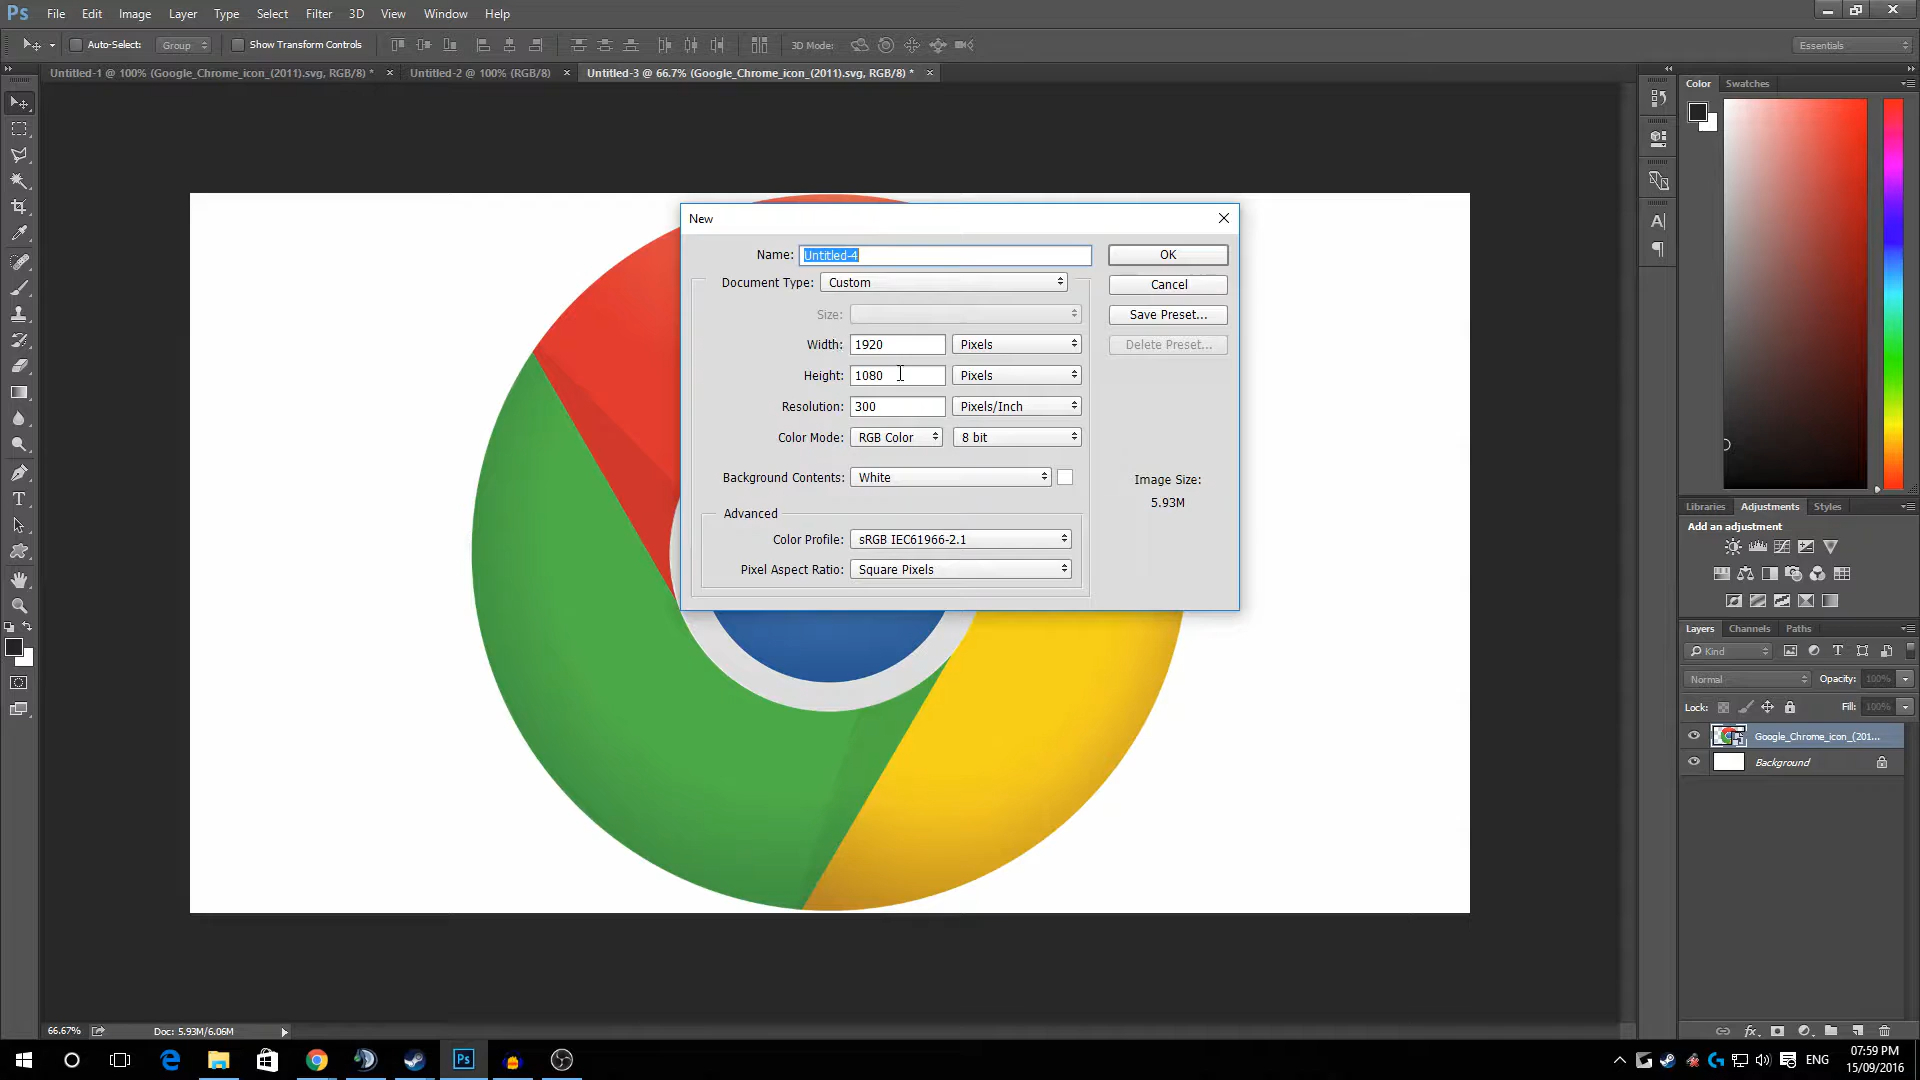 Ps File Edit Image Layer Type Select Filter 3D View Window Help
Auto-Select: Group Show Transform Controls 3D Mode: Essentials
Untitled-1 @ 100% (Google_Chrome_icon_(2011).svg, RGB/8) * × Untitled-2 @ 100% (RGB/8) × Untitled-3 @ 66.7% (Google_Chrome_icon_(2011).svg, RGB/8) * ×
Color Swatches
New
Name: Untitled-4 OK
Document Type: Custom Cancel
Size: Save Preset...
Width: 1920 Pixels Delete Preset...
Height: 1080 Pixels
Resolution: 300 Pixels/Inch
Color Mode: RGB Color 8 bit
Background Contents: White Image Size:
5.93M
Advanced
Color Profile: sRGB IEC61966-2.1
Pixel Aspect Ratio: Square Pixels
Libraries Adjustments Styles
Add an adjustment
Layers Channels Paths
Kind
Normal Opacity: 100%
Lock: Fill: 100%
Google_Chrome_icon_(201...
Background
66.67% Doc: 5.93M/6.06M
Ps ENG 07:59 PM
15/09/2016